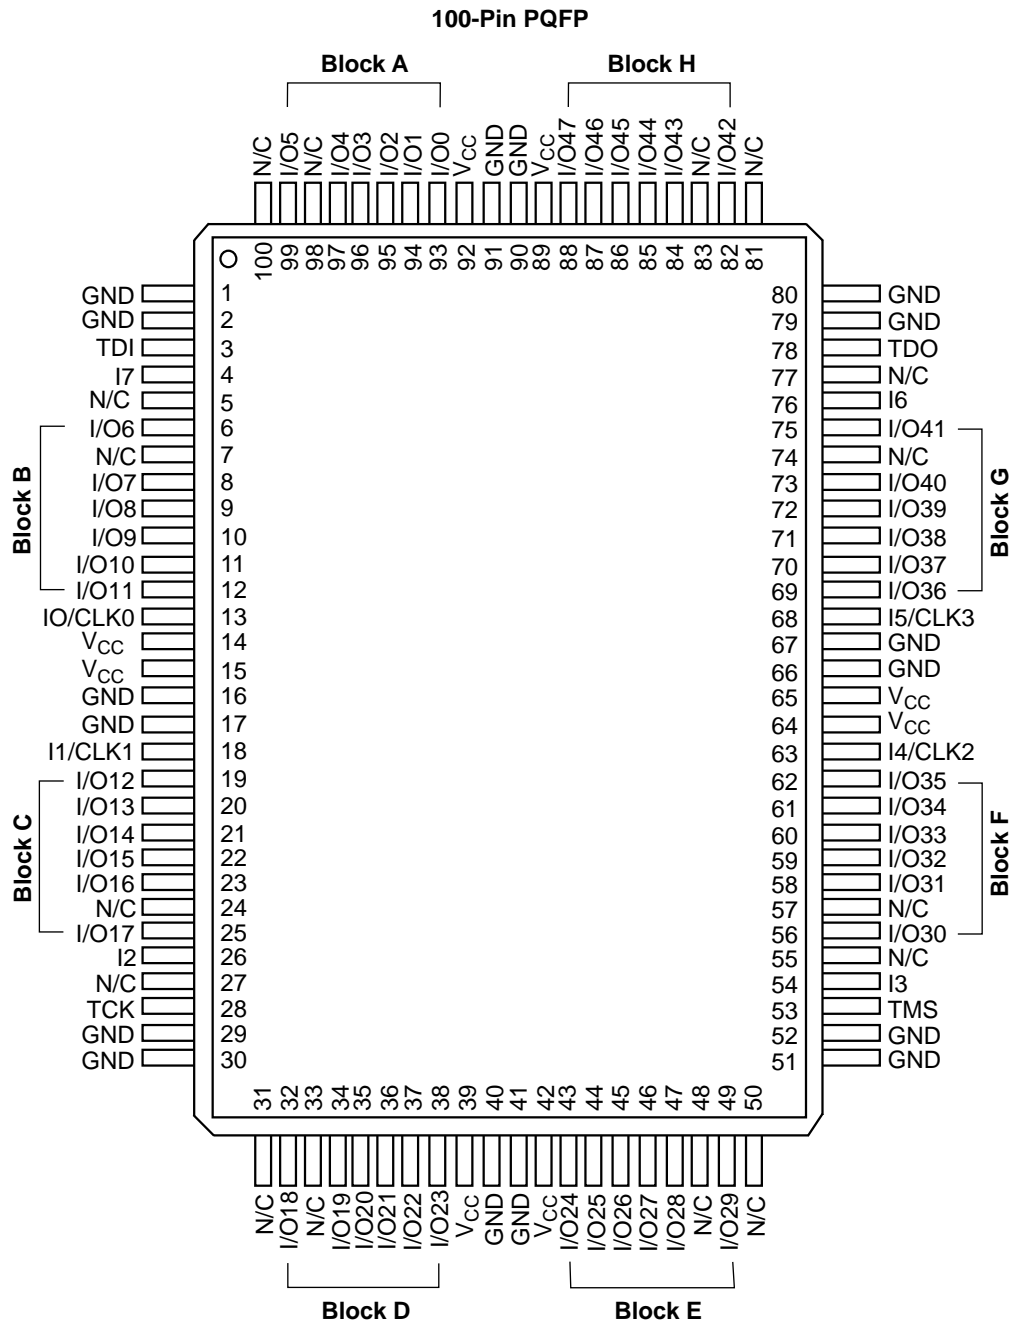 100-Pin PQFP
Block A
Block H
N/C
I/O5
N/C
I/O4
I/O3
I/O2
I/O1
I/O0
VCC
GND
GND
VCC
I/O47
I/O46
I/O45
I/O44
I/O43
N/C
I/O42
N/C
100
99
98
97
96
95
94
93
92
91
90
89
88
87
86
85
84
83
82
81
Block B
Block C
GND 1
GND 2
TDI 3
I7 4
N/C 5
I/O6 6
N/C 7
I/O7 8
I/O8 9
I/O9 10
I/O10 11
I/O11 12
IO/CLK0 13
VCC 14
VCC 15
GND 16
GND 17
I1/CLK1 18
I/O12 19
I/O13 20
I/O14 21
I/O15 22
I/O16 23
N/C 24
I/O17 25
I2 26
N/C 27
TCK 28
GND 29
GND 30
80 GND
79 GND
78 TDO
77 N/C
76 I6
75 I/O41
74 N/C
73 I/O40
72 I/O39
71 I/O38
70 I/O37
69 I/O36
68 I5/CLK3
67 GND
66 GND
65 VCC
64 VCC
63 I4/CLK2
62 I/O35
61 I/O34
60 I/O33
59 I/O32
58 I/O31
57 N/C
56 I/O30
55 N/C
54 I3
53 TMS
52 GND
51 GND
Block G
Block F
31
32
33
34
35
36
37
38
39
40
41
42
43
44
45
46
47
48
49
50
N/C
I/O18
N/C
I/O19
I/O20
I/O21
I/O22
I/O23
VCC
GND
GND
VCC
I/O24
I/O25
I/O26
I/O27
I/O28
N/C
I/O29
N/C
Block D
Block E